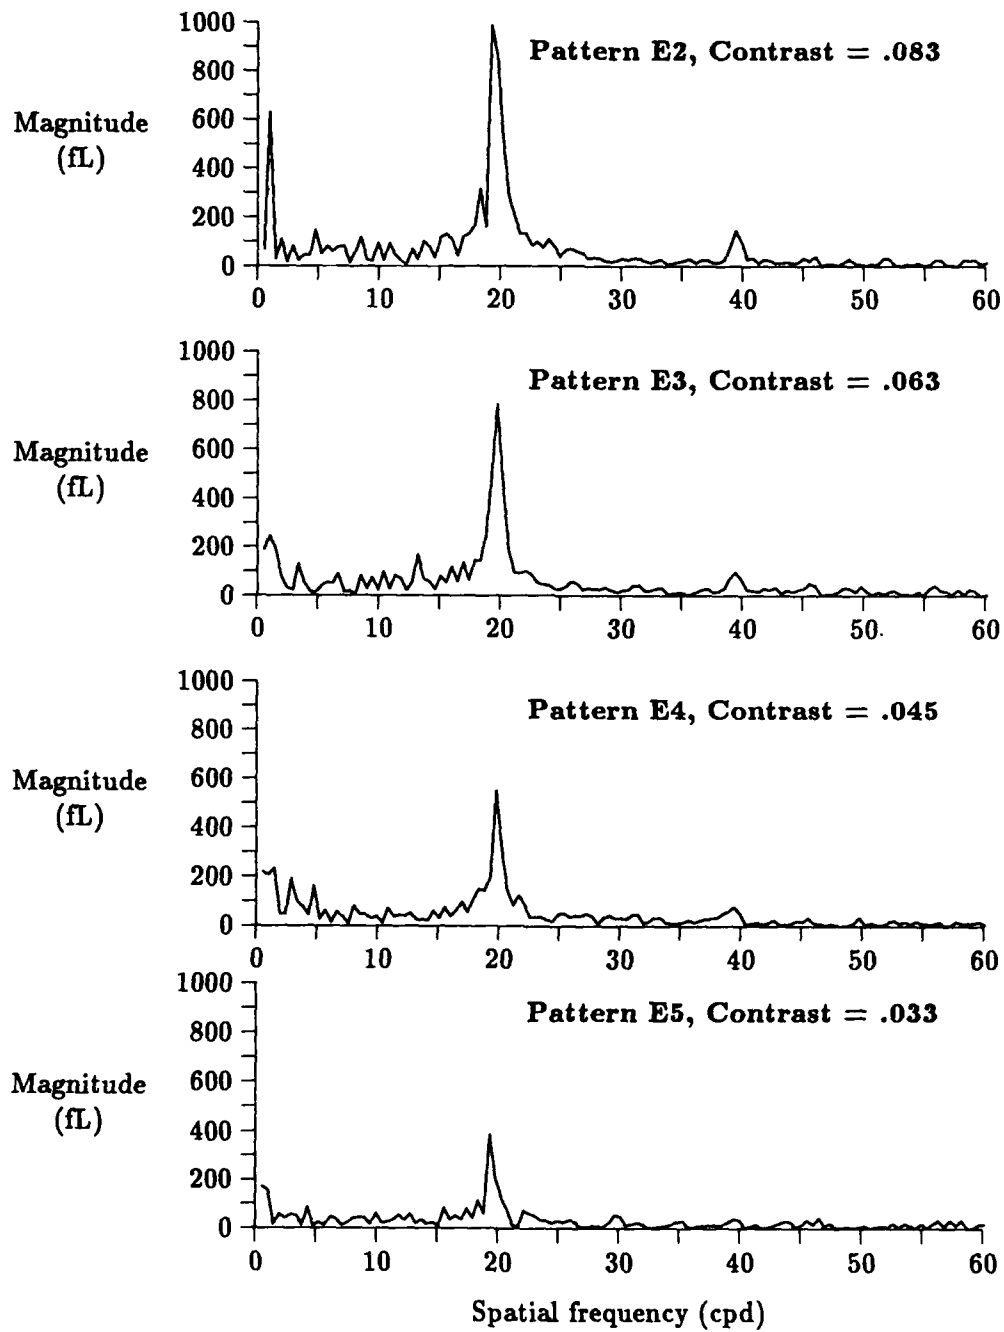 Pattern E2, Contrast = .083
Magnitude
(fL)
1000
800
600
400
200
0
0 10 20 30 40 50 60
Pattern E3, Contrast = .063
Magnitude
(fL)
1000
800
600
400
200
0
0 10 20 30 40 50. 60
Pattern E4, Contrast = .045
Magnitude
(fL)
1000
800
600
400
200
0
0 10 20 30 40 50 60
Pattern E5, Contrast = .033
Magnitude
(fL)
1000
800
600
400
200
0
0 10 20 30 40 50 60
Spatial frequency (cpd)